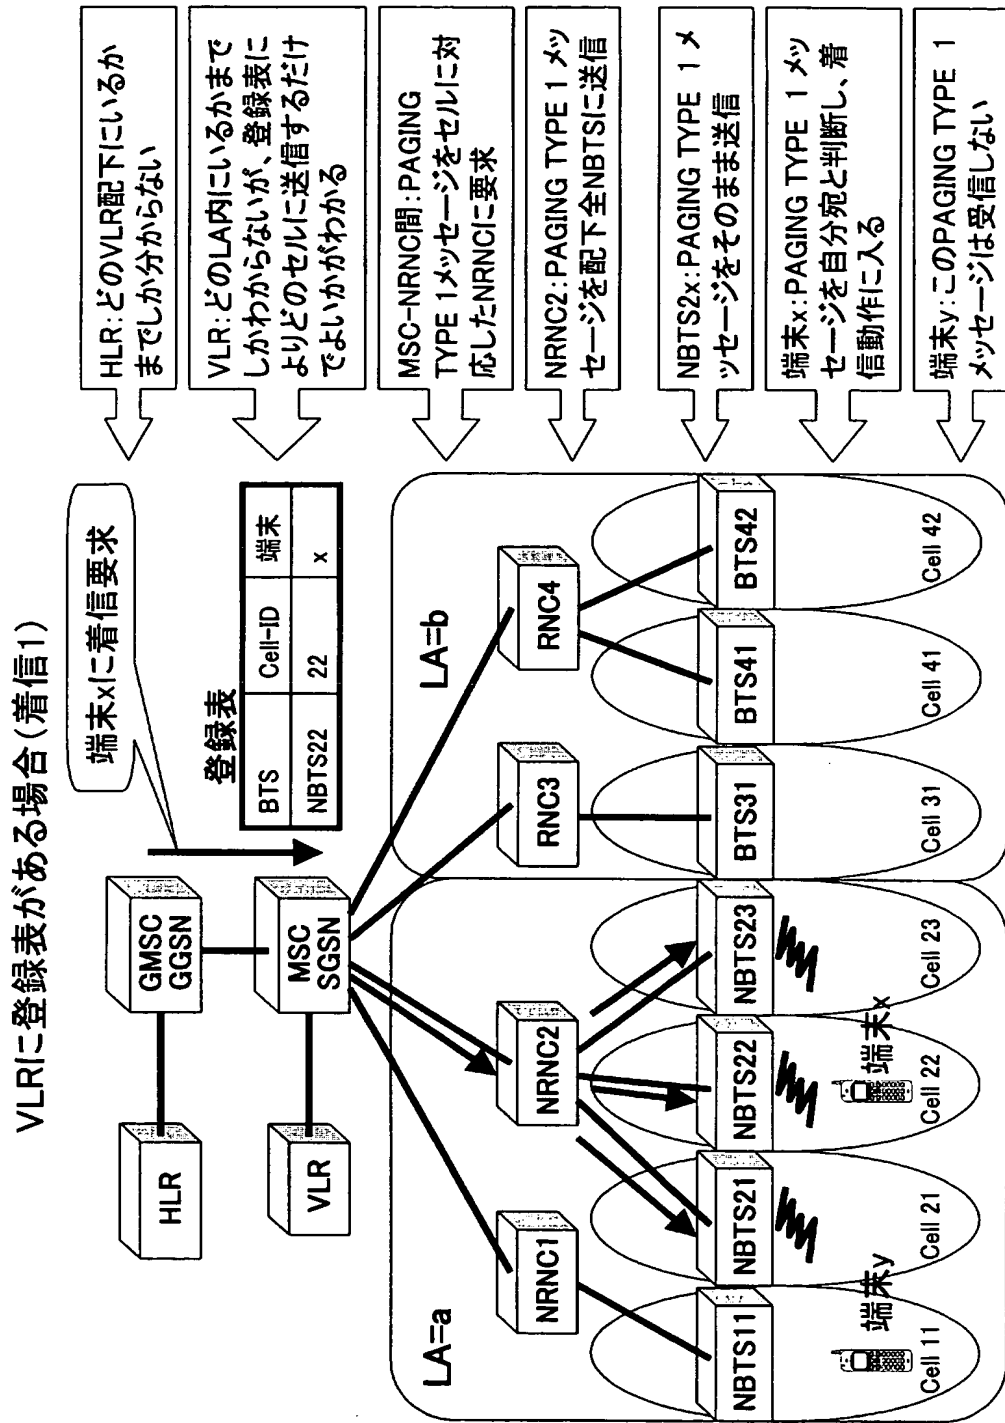 VLRに登録表がある場合(着信1)
端末xに着信要求
HLR
GMSC
GGSN
VLR
MSC
SGSN
登録表
BTS Cell-ID 端末
NBTS22 22 x
LA=a
LA=b
NRNC1
NRNC2
RNC3
RNC4
NBTS11
NBTS21
NBTS22
NBTS23
BTS31
BTS41
BTS42
端末y
端末x
Cell 11
Cell 21
Cell 22
Cell 23
Cell 31
Cell 41
Cell 42
HLR:どのVLR配下にいるか
までしか分からない
VLR:どのLA内にいるかまで
しかわからないが、登録表に
よりどのセルに送信するだけ
でよいかがわかる
MSC-NRNC間:PAGING
TYPE 1メッセージをセルに対
応したNRNCに要求
NRNC2:PAGING TYPE 1 メッ
セージを配下全NBTSに送信
NBTS2x:PAGING TYPE 1 メ
ッセージをそのまま送信
端末x:PAGING TYPE 1 メッ
セージを自分宛と判断し、着
信動作に入る
端末y:このPAGING TYPE 1
メッセージは受信しない